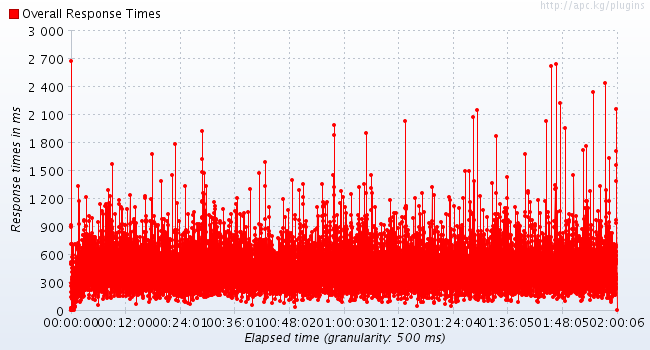 http://apc.kg/plugins
Overall Response Times
3 000
2 700
2 400
2 100
1 800
1 500
1 200
900
600
300
0
Response times in ms
00:00:00 00:12:00 00:24:01 00:36:01 00:48:02 01:00:03 01:12:03 01:24:04 01:36:05 01:48:05 02:00:06
Elapsed time (granularity: 500 ms)